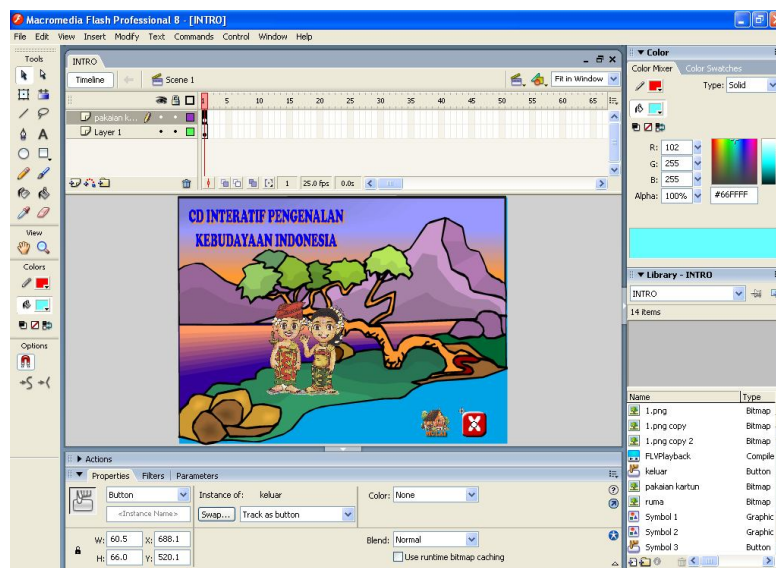 Macromedia Flash Professional 8 - [INTRO]
File Edit View Insert Modify Text Commands Control Window Help
Tools
View
Colors
Options
INTRO
Timeline Scene 1 Fit in Window
1 5 10 15 20 25 30 35 40 45 50 55 60 65
pakaian k...
Layer 1
1 25.0 fps 0.0s
CD INTERATIF PENGENALAN
KEBUDAYAAN INDONESIA
Actions
Properties Filters Parameters
Button Instance of: keluar Color: None
<Instance Name> Swap... Track as button
W: 60.5 X: 688.1 Blend: Normal
H: 66.0 Y: 520.1 Use runtime bitmap caching
Color
Color Mixer Color Swatches
Type: Solid
R: 102
G: 255
B: 255
Alpha: 100% #66FFFF
Library - INTRO
INTRO
14 items
Name Type
1.png Bitmap
1.png copy Bitmap
1.png copy 2 Bitmap
FLVPlayback Compile
keluar Button
pakaian kartun Bitmap
ruma Bitmap
Symbol 1 Graphic
Symbol 2 Graphic
Symbol 3 Button